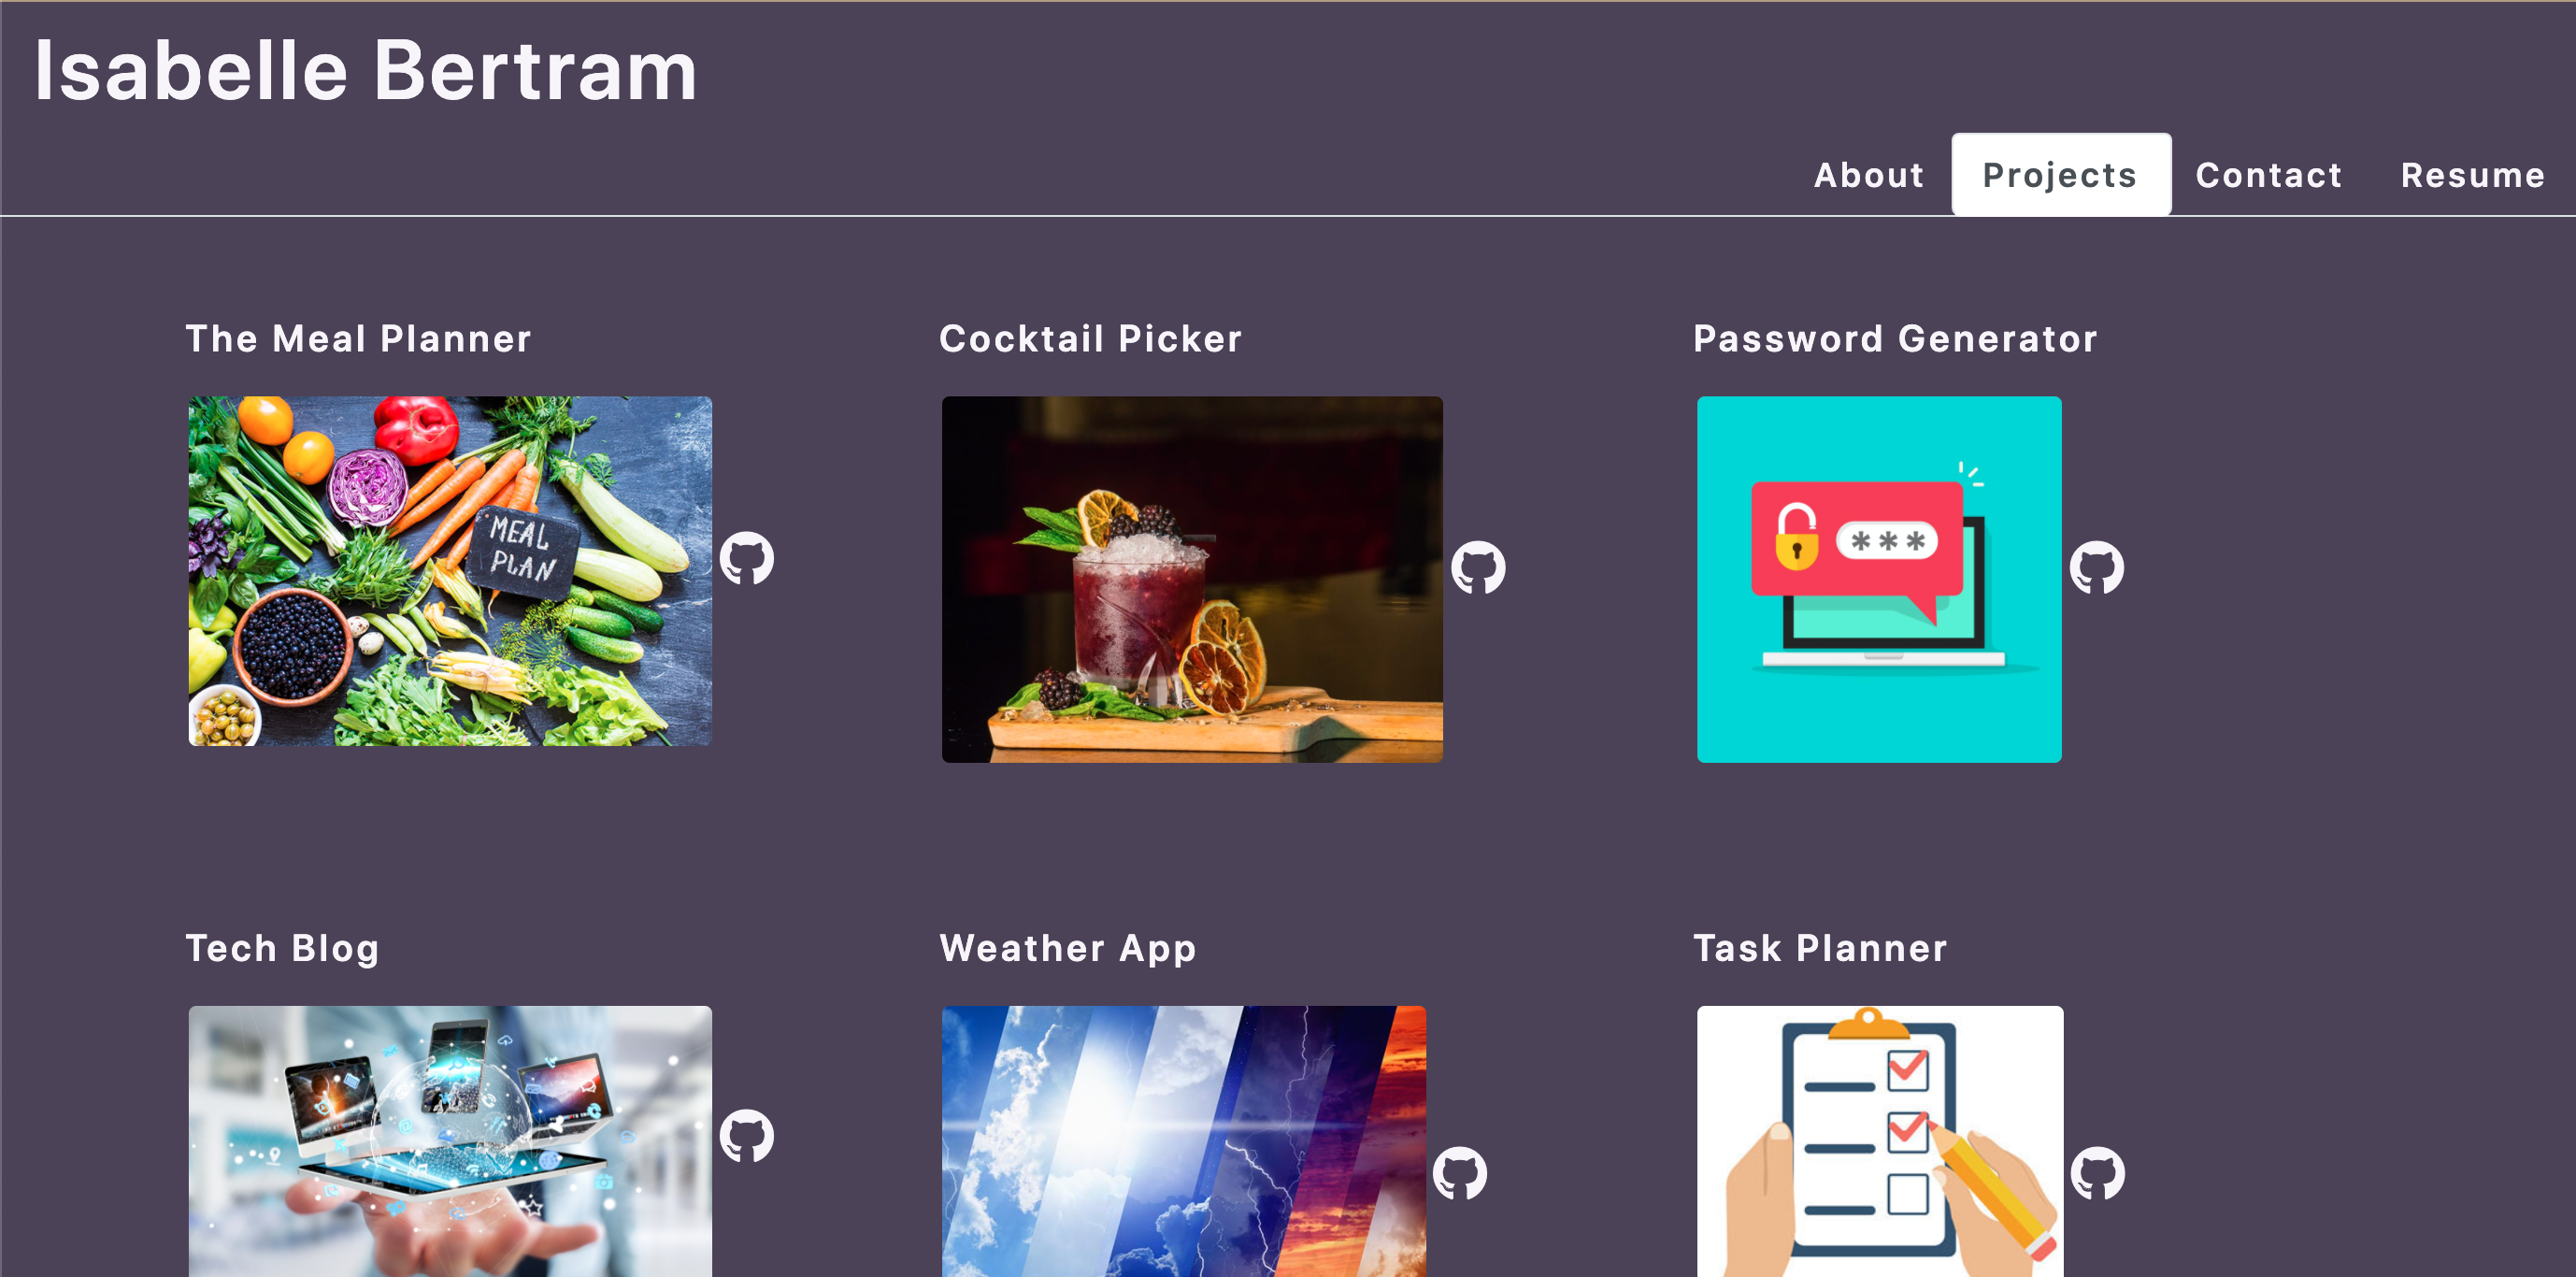 Isabelle Bertram
About Projects Contact Resume
The Meal Planner Cocktail Picker Password Generator
MEAL
PLAN
***
Tech Blog Weather App Task Planner